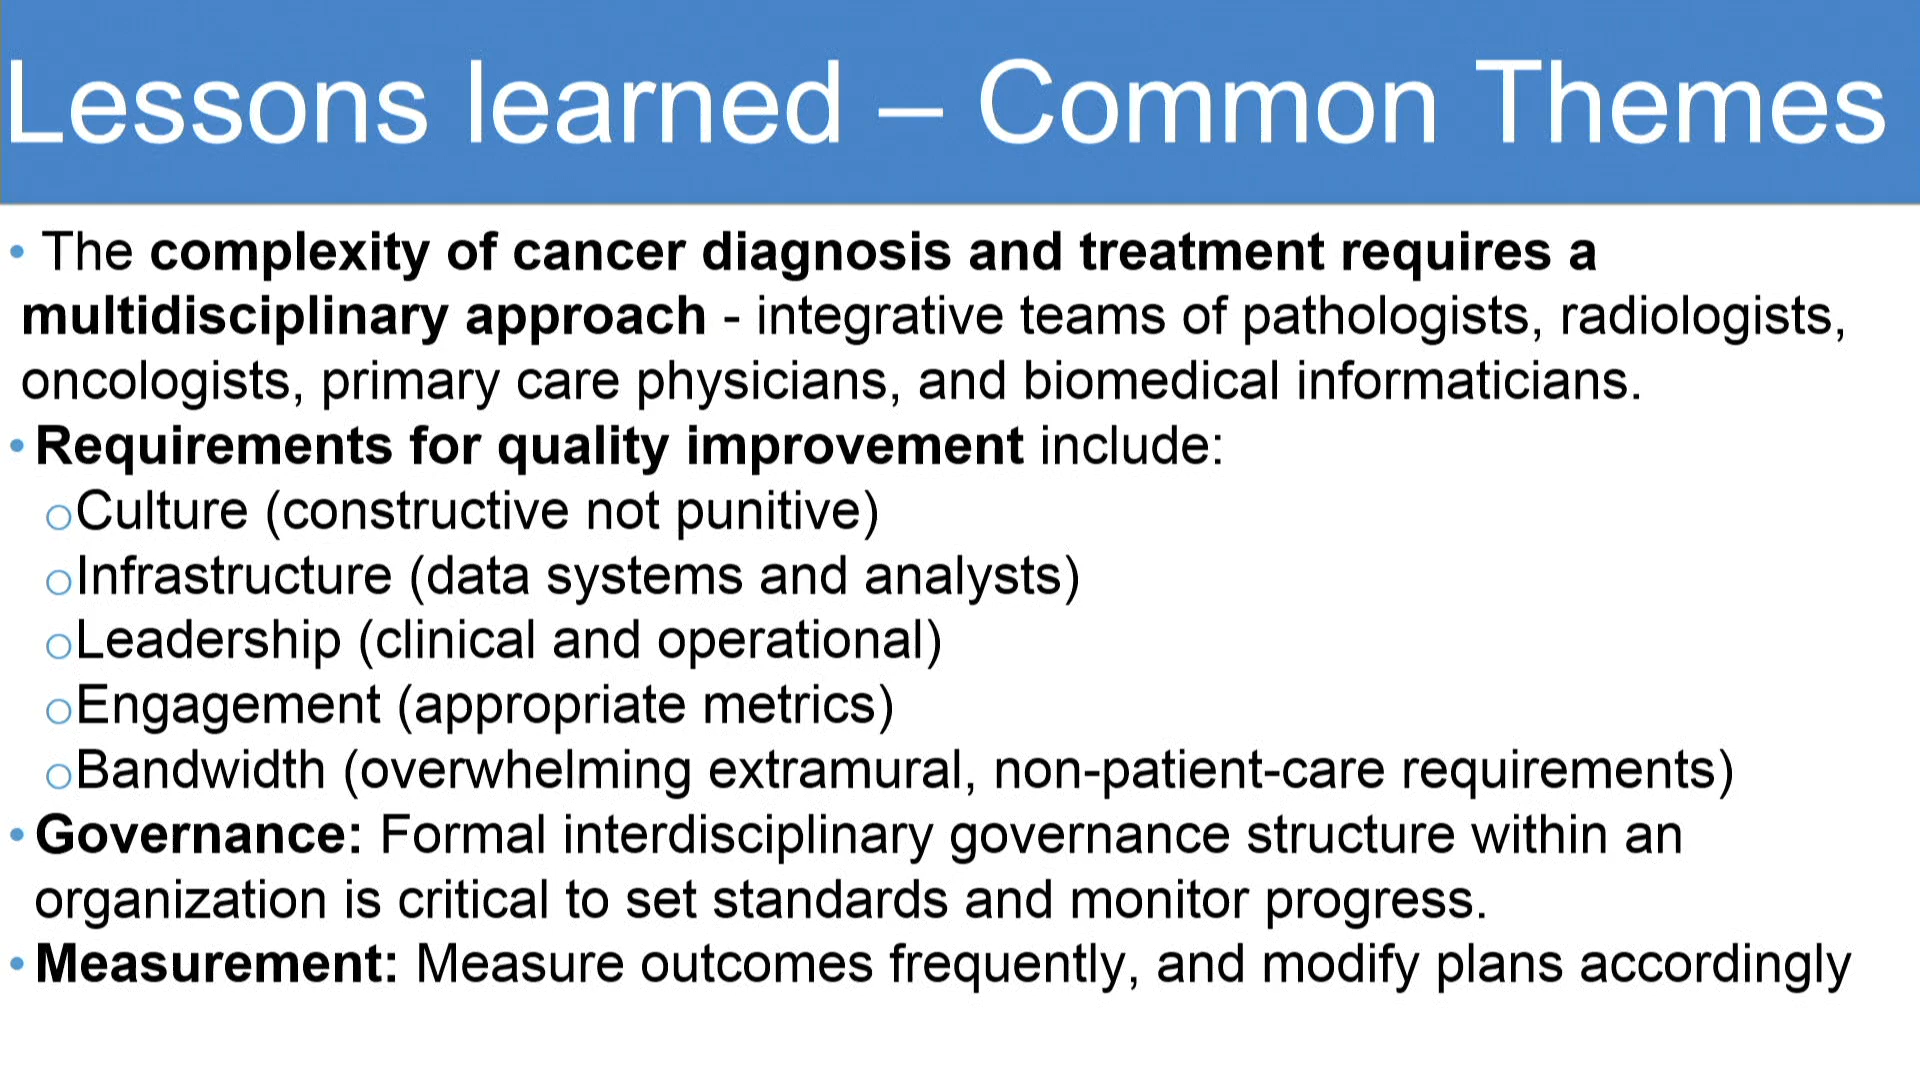 Lessons learned – Common Themes
• The complexity of cancer diagnosis and treatment requires a
multidisciplinary approach - integrative teams of pathologists, radiologists,
oncologists, primary care physicians, and biomedical informaticians.
• Requirements for quality improvement include:
o Culture (constructive not punitive)
o Infrastructure (data systems and analysts)
o Leadership (clinical and operational)
o Engagement (appropriate metrics)
o Bandwidth (overwhelming extramural, non-patient-care requirements)
• Governance: Formal interdisciplinary governance structure within an
organization is critical to set standards and monitor progress.
• Measurement: Measure outcomes frequently, and modify plans accordingly